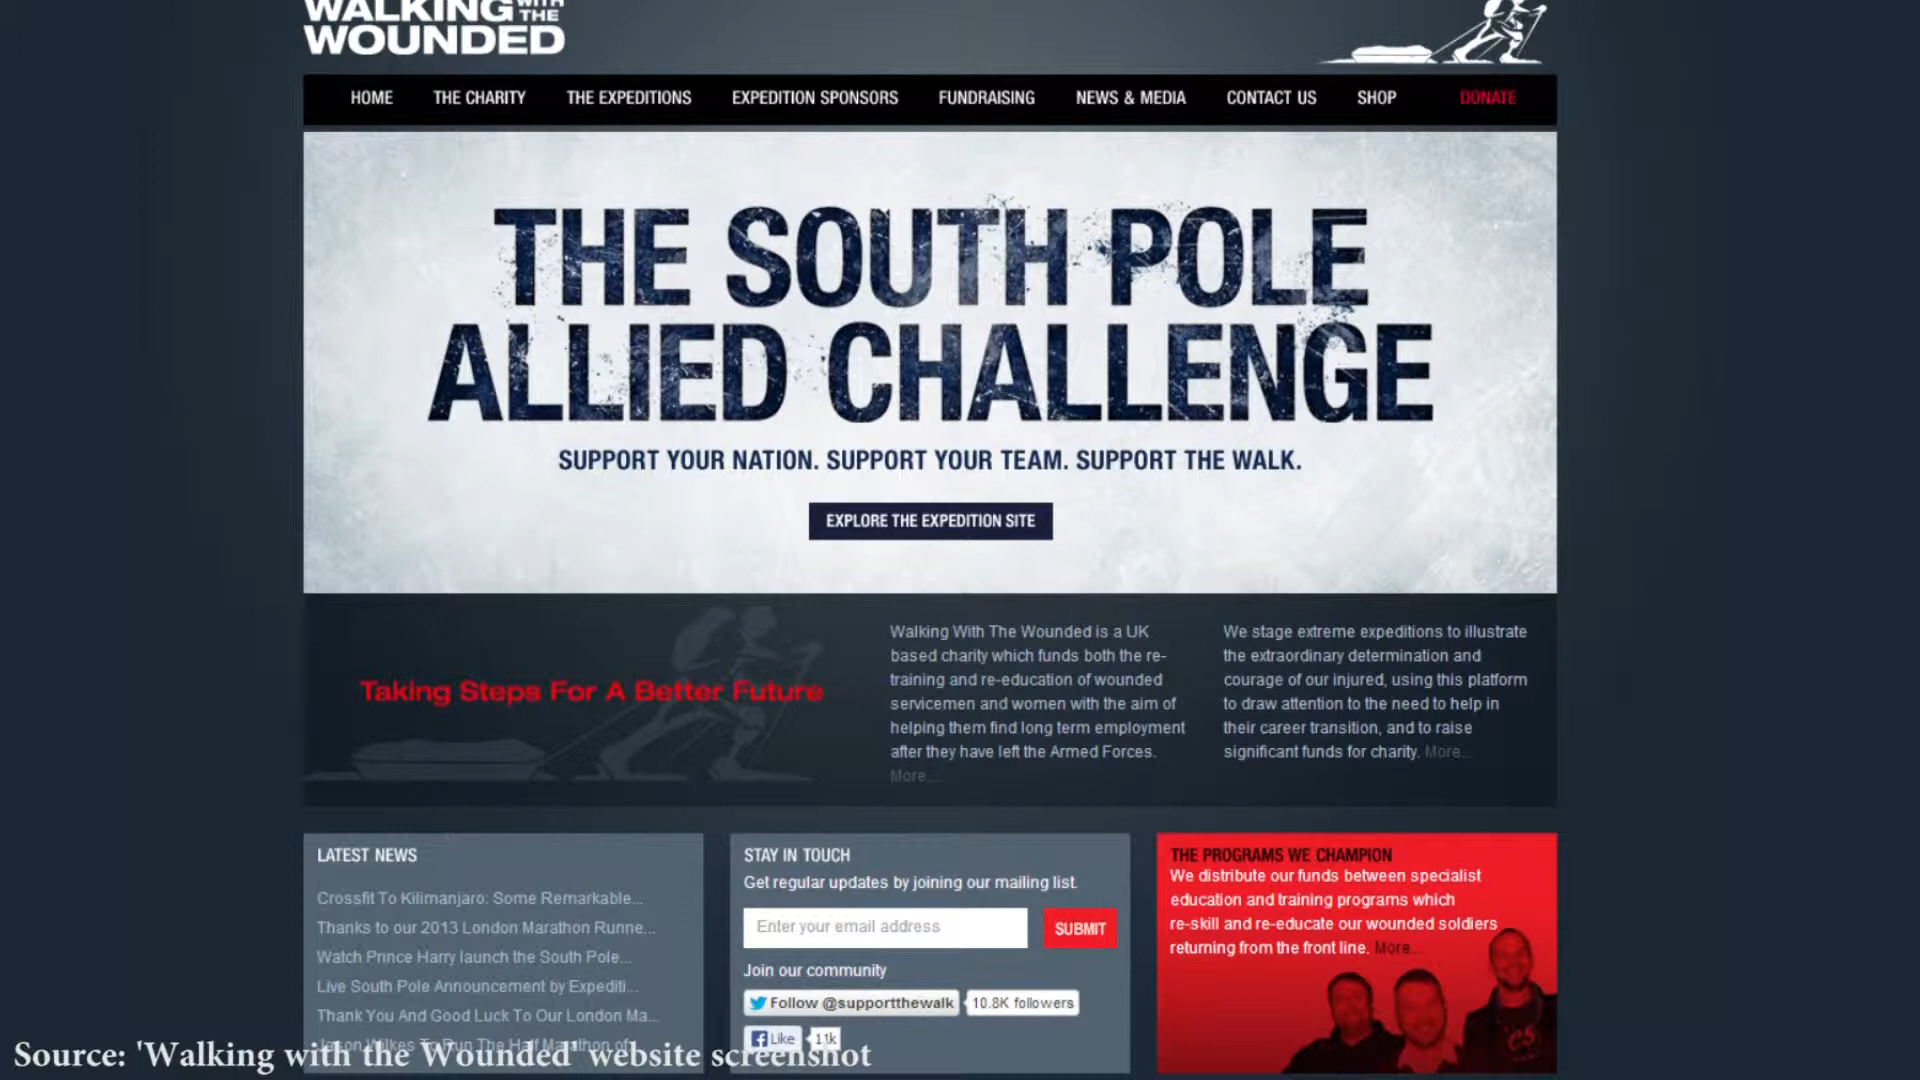 WALKING WITH THE
WOUNDED
HOME THE CHARITY THE EXPEDITIONS EXPEDITION SPONSORS FUNDRAISING NEWS & MEDIA CONTACT US SHOP DONATE
THE SOUTH POLE
ALLIED CHALLENGE
SUPPORT YOUR NATION. SUPPORT YOUR TEAM. SUPPORT THE WALK.
EXPLORE THE EXPEDITION SITE
Taking Steps For A Better Future
Walking With The Wounded is a UK
based charity which funds both the re-
training and re-education of wounded
servicemen and women with the aim of
helping them find long term employment
after they have left the Armed Forces.
More...
We stage extreme expeditions to illustrate
the extraordinary determination and
courage of our injured, using this platform
to draw attention to the need to help in
their career transition, and to raise
significant funds for charity. More...
LATEST NEWS
Crossfit To Kilimanjaro: Some Remarkable...
Thanks to our 2013 London Marathon Runne...
Watch Prince Harry launch the South Pole...
Live South Pole Announcement by Expediti...
Thank You And Good Luck To Our London Ma...
Jason Wilkes To Run The Half Marathon of...
STAY IN TOUCH
Get regular updates by joining our mailing list.
Enter your email address
SUBMIT
Join our community
Follow @supportthewalk 10.8K followers
Like 11k
THE PROGRAMS WE CHAMPION
We distribute our funds between specialist
education and training programs which
re-skill and re-educate our wounded soldiers
returning from the front line. More...
Source: 'Walking with the Wounded' website screenshot